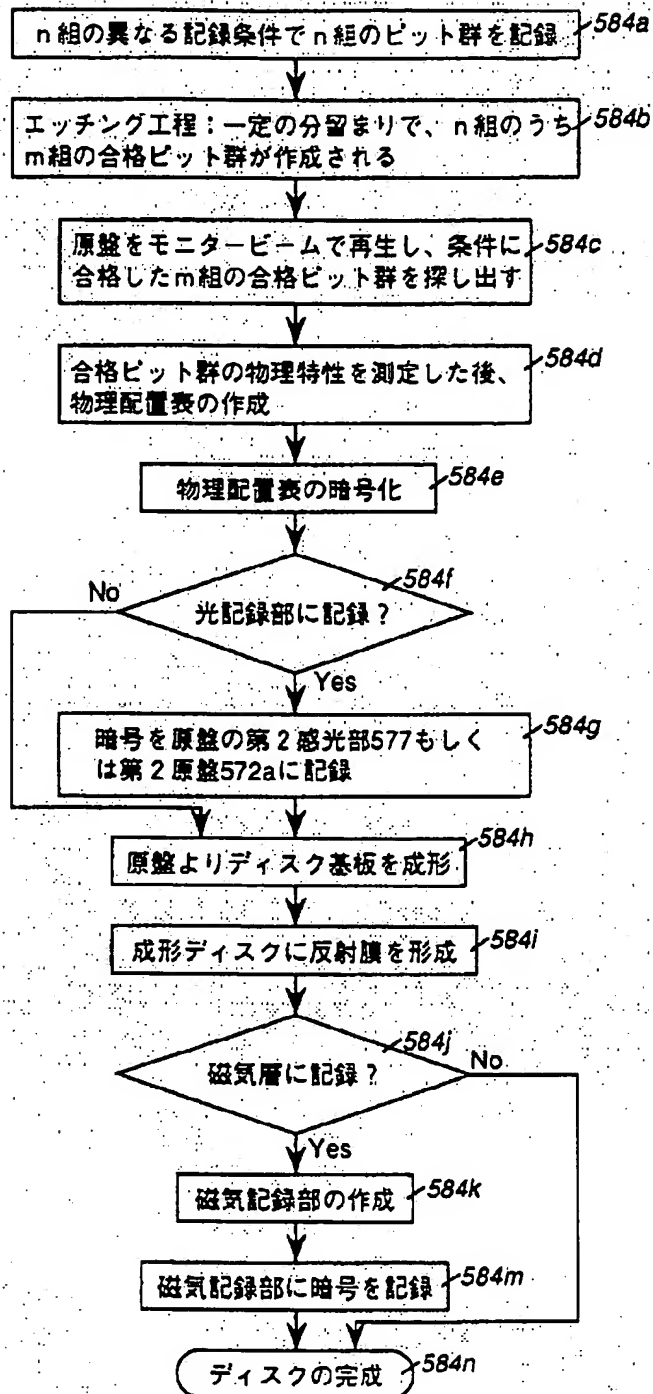 n組の異なる記録条件でn組のピット群を記録 584a
エッチング工程：一定の分留まりで、n組のうち 584b
m組の合格ピット群が作成される
原盤をモニタービームで再生し、条件に 584c
合格したm組の合格ピット群を探し出す
合格ピット群の物理特性を測定した後、 584d
物理配置表の作成
物理配置表の暗号化 584e
584f
No
光記録部に記録？
Yes
584g
暗号を原盤の第2感光部577もしく
は第2原盤572aに記録
584h
原盤よりディスク基板を成形
成形ディスクに反射膜を形成 584i
584j
磁気層に記録？
No
Yes
磁気記録部の作成 584k
磁気記録部に暗号を記録 584m
ディスクの完成 584n